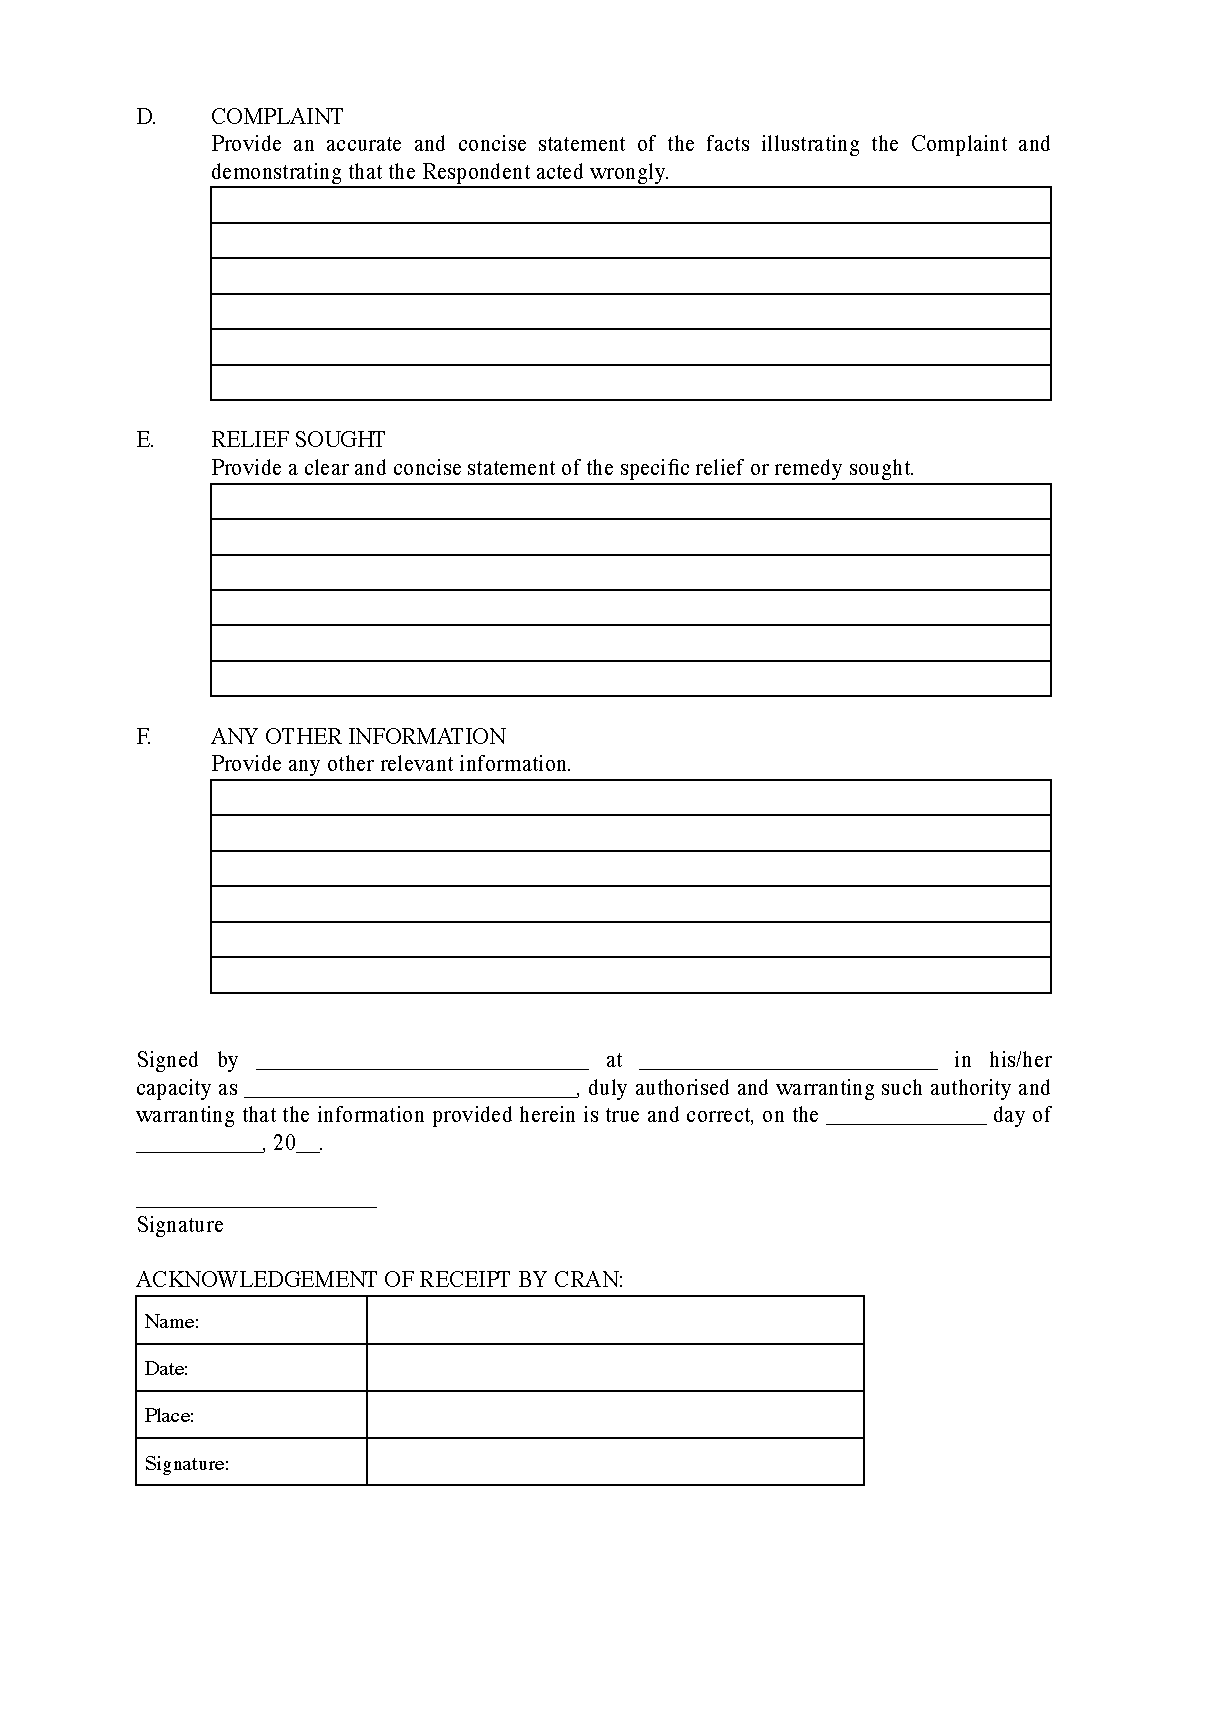 D. COMPLAINT
Provide an accurate and concise statement of the facts illustrating the Complaint and
demonstrating that the Respondent acted wrongly.
E. RELIEF SOUGHT
Provide a clear and concise statement of the specific relief or remedy sought.
F. ANY OTHER INFORMATION
Provide any other relevant information.
Signed by _____________________________ at __________________________ in his/her
capacity as _____________________________, duly authorised and warranting such authority and
warranting that the information provided herein is true and correct, on the ______________ day of
___________, 20__.
_____________________
Signature
ACKNOWLEDGEMENT OF RECEIPT BY CRAN:
Name:
Date:
Place:
Signature: